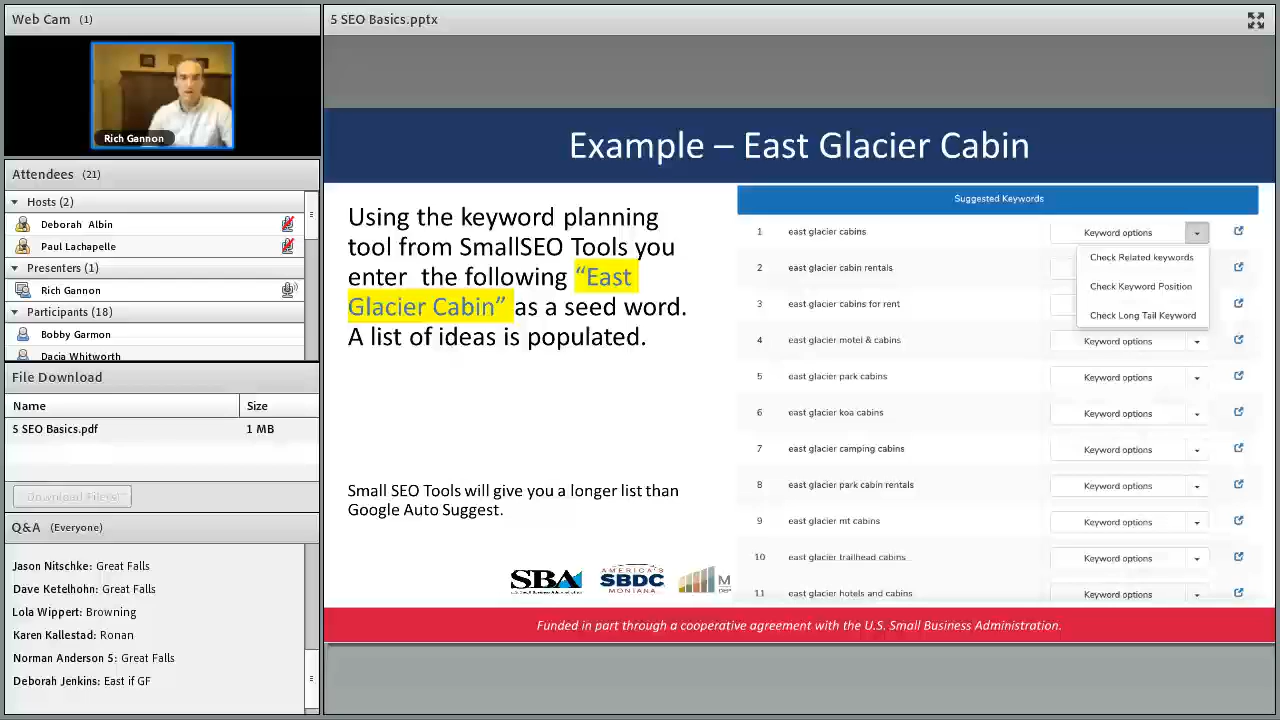 Web Cam (1)
Rich Gannon
Attendees (21)
Hosts (2)
Deborah Albin
Paul Lachapelle
Presenters (1)
Rich Gannon
Participants (18)
Bobby Garmon
Dacia Whitworth
File Download
Name Size
5 SEO Basics.pdf 1 MB
Download File(s)
Q&A (Everyone)
Jason Nitschke: Great Falls
Dave Ketelhohn: Great Falls
Lola Wippert: Browning
Karen Kallestad: Ronan
Norman Anderson 5: Great Falls
Deborah Jenkins: East if GF
5 SEO Basics.pptx
Example – East Glacier Cabin
Using the keyword planning
tool from SmallSEO Tools you
enter the following “East
Glacier Cabin” as a seed word.
A list of ideas is populated.
Small SEO Tools will give you a longer list than
Google Auto Suggest.
SBA
AMERICA'S
SBDC
MONTANA
M
Suggested Keywords
1 east glacier cabins Keyword options
Check Related keywords
Check Keyword Position
Check Long Tail Keyword
2 east glacier cabin rentals
3 east glacier cabins for rent
4 east glacier motel & cabins Keyword options
5 east glacier park cabins Keyword options
6 east glacier koa cabins Keyword options
7 east glacier camping cabins Keyword options
8 east glacier park cabin rentals Keyword options
9 east glacier mt cabins Keyword options
10 east glacier trailhead cabins Keyword options
11 east glacier hotels and cabins Keyword options
Funded in part through a cooperative agreement with the U.S. Small Business Administration.